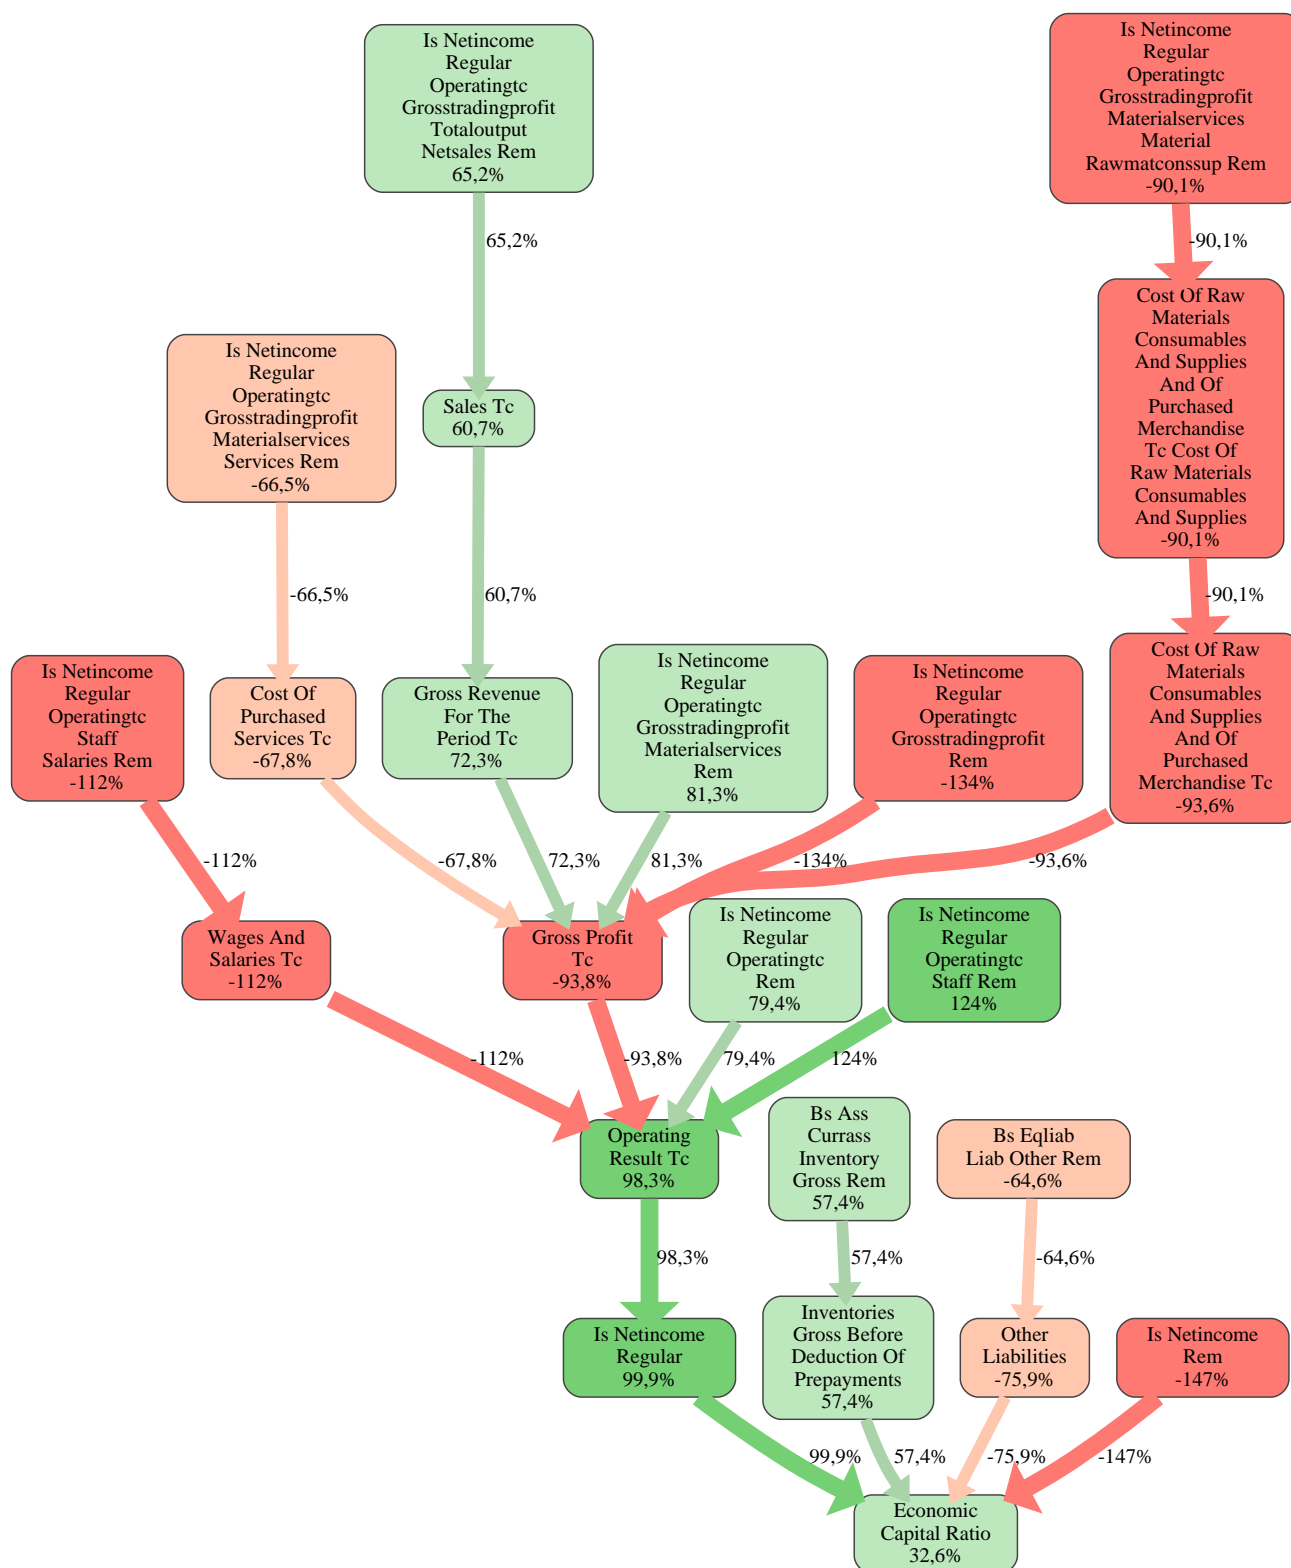 Is Netincome
Regular
Operatingtc
Grosstradingprofit
Totaloutput
Netsales Rem
65,2%
Is Netincome
Regular
Operatingtc
Grosstradingprofit
Materialservices
Material
Rawmatconssup Rem
-90,1%
65,2%
-90,1%
Is Netincome
Regular
Operatingtc
Grosstradingprofit
Materialservices
Services Rem
-66,5%
Sales Tc
60,7%
Cost Of Raw
Materials
Consumables
And Supplies
And Of
Purchased
Merchandise
Tc Cost Of
Raw Materials
Consumables
And Supplies
-90,1%
-66,5%
60,7%
-90,1%
Is Netincome
Regular
Operatingtc
Staff
Salaries Rem
-112%
Cost Of
Purchased
Services Tc
-67,8%
Gross Revenue
For The
Period Tc
72,3%
Is Netincome
Regular
Operatingtc
Grosstradingprofit
Materialservices
Rem
81,3%
Is Netincome
Regular
Operatingtc
Grosstradingprofit
Rem
-134%
Cost Of Raw
Materials
Consumables
And Supplies
And Of
Purchased
Merchandise Tc
-93,6%
-112%
-67,8%
72,3%
81,3%
-134%
-93,6%
Wages And
Salaries Tc
-112%
Gross Profit
Tc
-93,8%
Is Netincome
Regular
Operatingtc
Rem
79,4%
Is Netincome
Regular
Operatingtc
Staff Rem
124%
-112%
-93,8%
79,4%
124%
Operating
Result Tc
98,3%
Bs Ass
Currass
Inventory
Gross Rem
57,4%
Bs Eqliab
Liab Other Rem
-64,6%
98,3%
57,4%
-64,6%
Is Netincome
Regular
99,9%
Inventories
Gross Before
Deduction Of
Prepayments
57,4%
Other
Liabilities
-75,9%
Is Netincome
Rem
-147%
99,9%
57,4%
-75,9%
-147%
Economic
Capital Ratio
32,6%